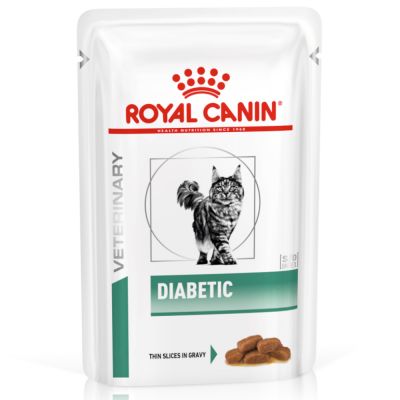 ROYAL CANIN
HEALTH NUTRITION SINCE 1968
VETERINARY
DIABETIC
THIN SLICES IN GRAVY